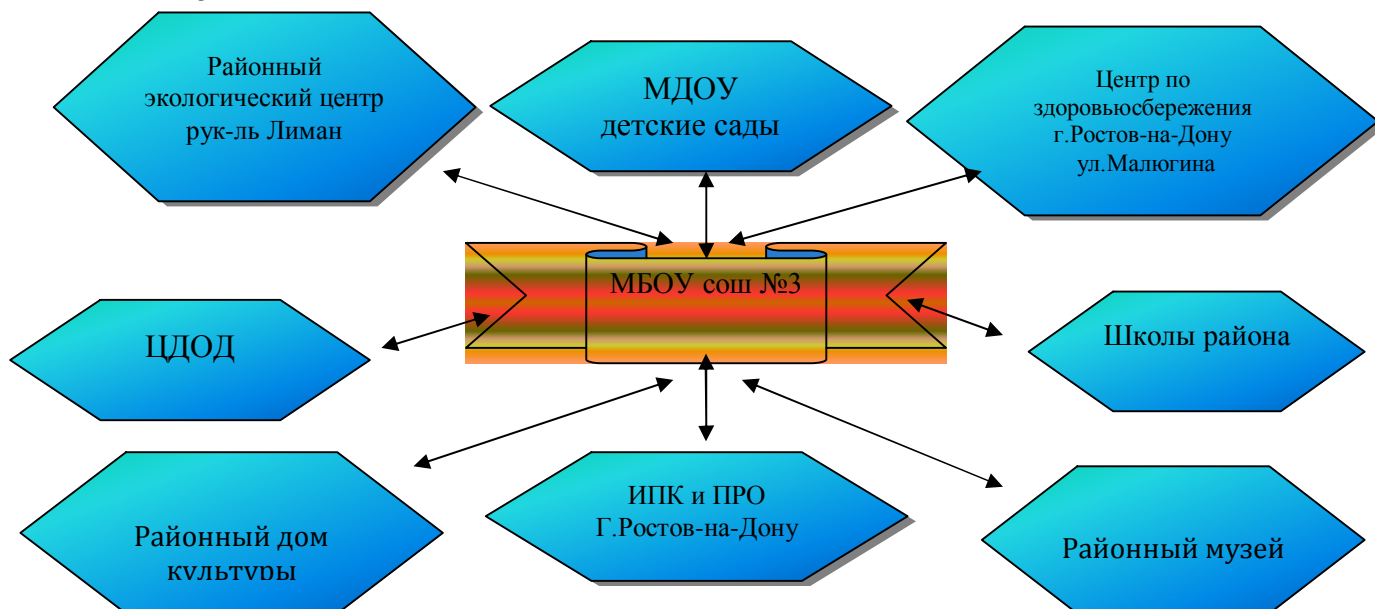 Районный
экологический центр
рук-ль Лиман
МДОУ
детские сады
Центр по
здоровьюсбережения
г.Ростов-на-Дону
ул.Малюгина
МБОУ сош №3
ЦДОД
Школы района
Районный дом
культуры
ИПК и ПРО
Г.Ростов-на-Дону
Районный музей